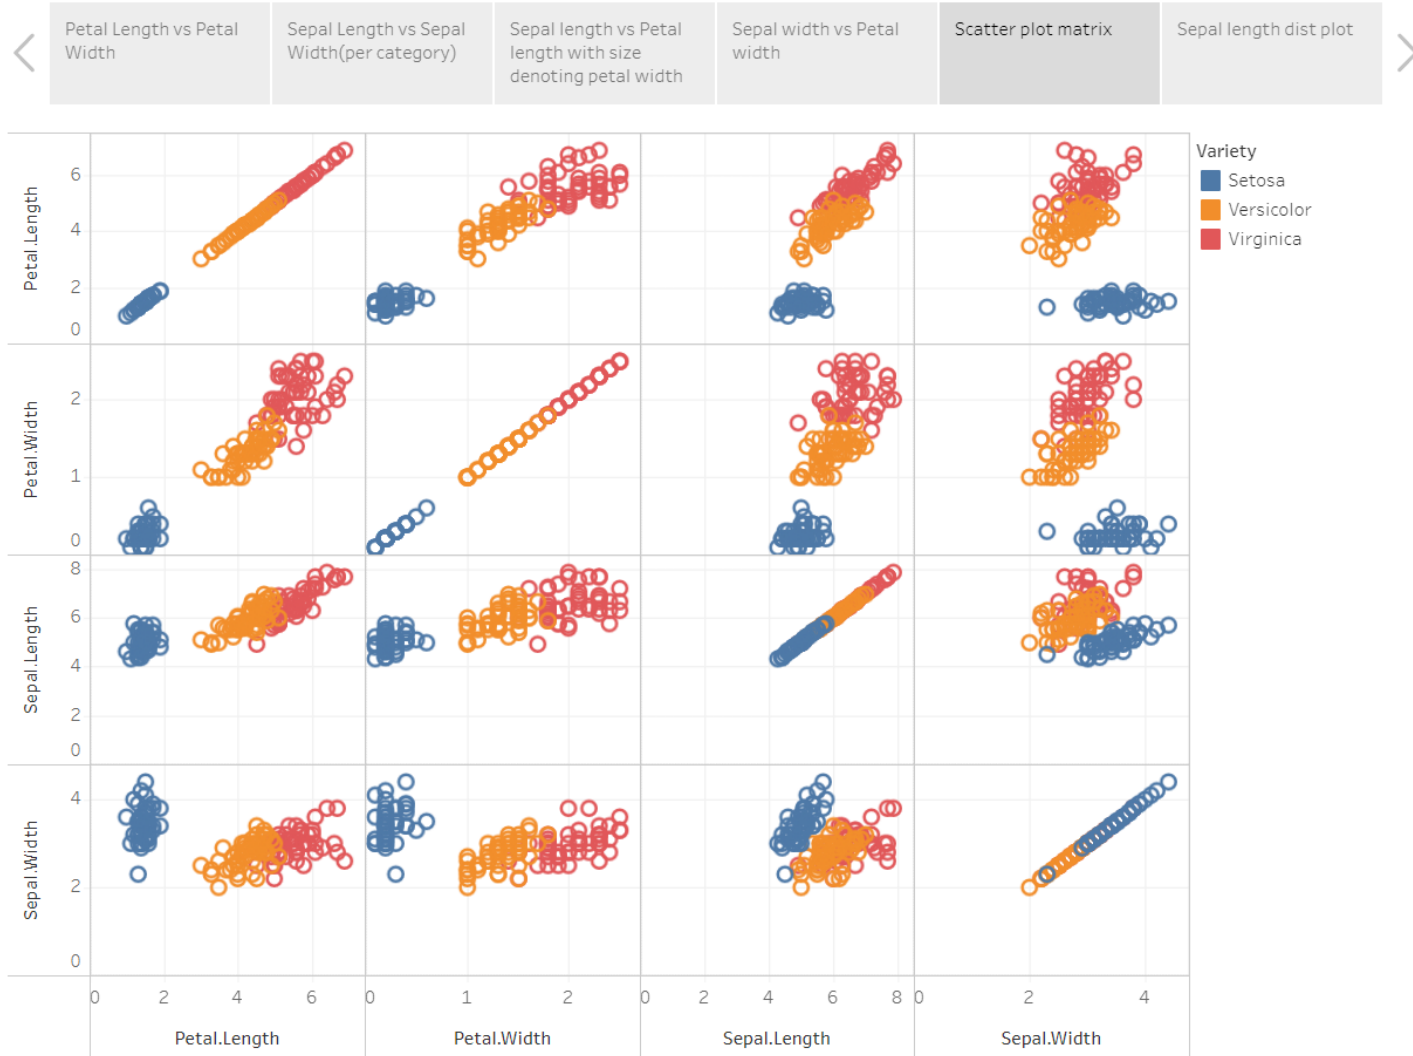 Petal Length vs Petal
Width
Sepal Length vs Sepal
Width(per category)
Sepal length vs Petal
length with size
denoting petal width
Sepal width vs Petal
width
Scatter plot matrix
Sepal length dist plot
Variety
Setosa
Versicolor
Virginica
Petal.Length
6
4
2
0
Petal.Width
2
1
0
Sepal.Length
8
6
4
2
0
Sepal.Width
4
2
0
0 2 4 6
0 1 2
0 2 4 6 8
0 2 4
Petal.Length
Petal.Width
Sepal.Length
Sepal.Width